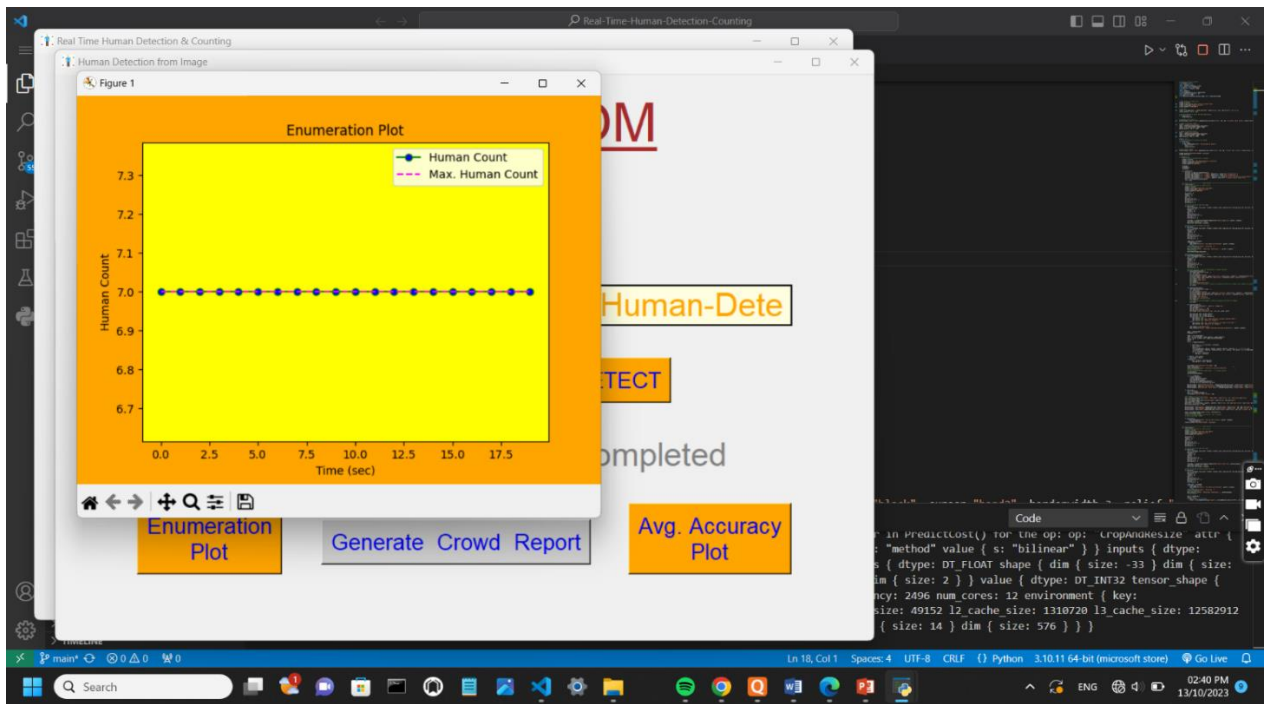 Real-Time-Human-Detection-Counting
Real Time Human Detection & Counting
Human Detection from Image
Figure 1
OM
Enumeration Plot
Human Count
Max. Human Count
7.3
7.2
7.1
7.0
6.9
6.8
6.7
Human Count
0.0 2.5 5.0 7.5 10.0 12.5 15.0 17.5
Time (sec)
Human-Dete
TECT
ompleted
Enumeration
Plot
Generate Crowd Report
Avg. Accuracy
Plot
Code
r in PredictCost() for the op: op: "CropAndResize" attr {
: "method" value { s: "bilinear" } } inputs { dtype:
s { dtype: DT_FLOAT shape { dim { size: -33 } dim { size:
im { size: 2 } } value { dtype: DT_INT32 tensor_shape {
ncy: 2496 num_cores: 12 environment { key:
size: 49152 l2_cache_size: 1310720 l3_cache_size: 12582912
{ size: 14 } dim { size: 576 } } }
TIMELINE
main* 0 0 0 Ln 18, Col 1 Spaces: 4 UTF-8 CRLF {} Python 3.10.11 64-bit (microsoft store) Go Live
Search
ENG
02:40 PM
13/10/2023